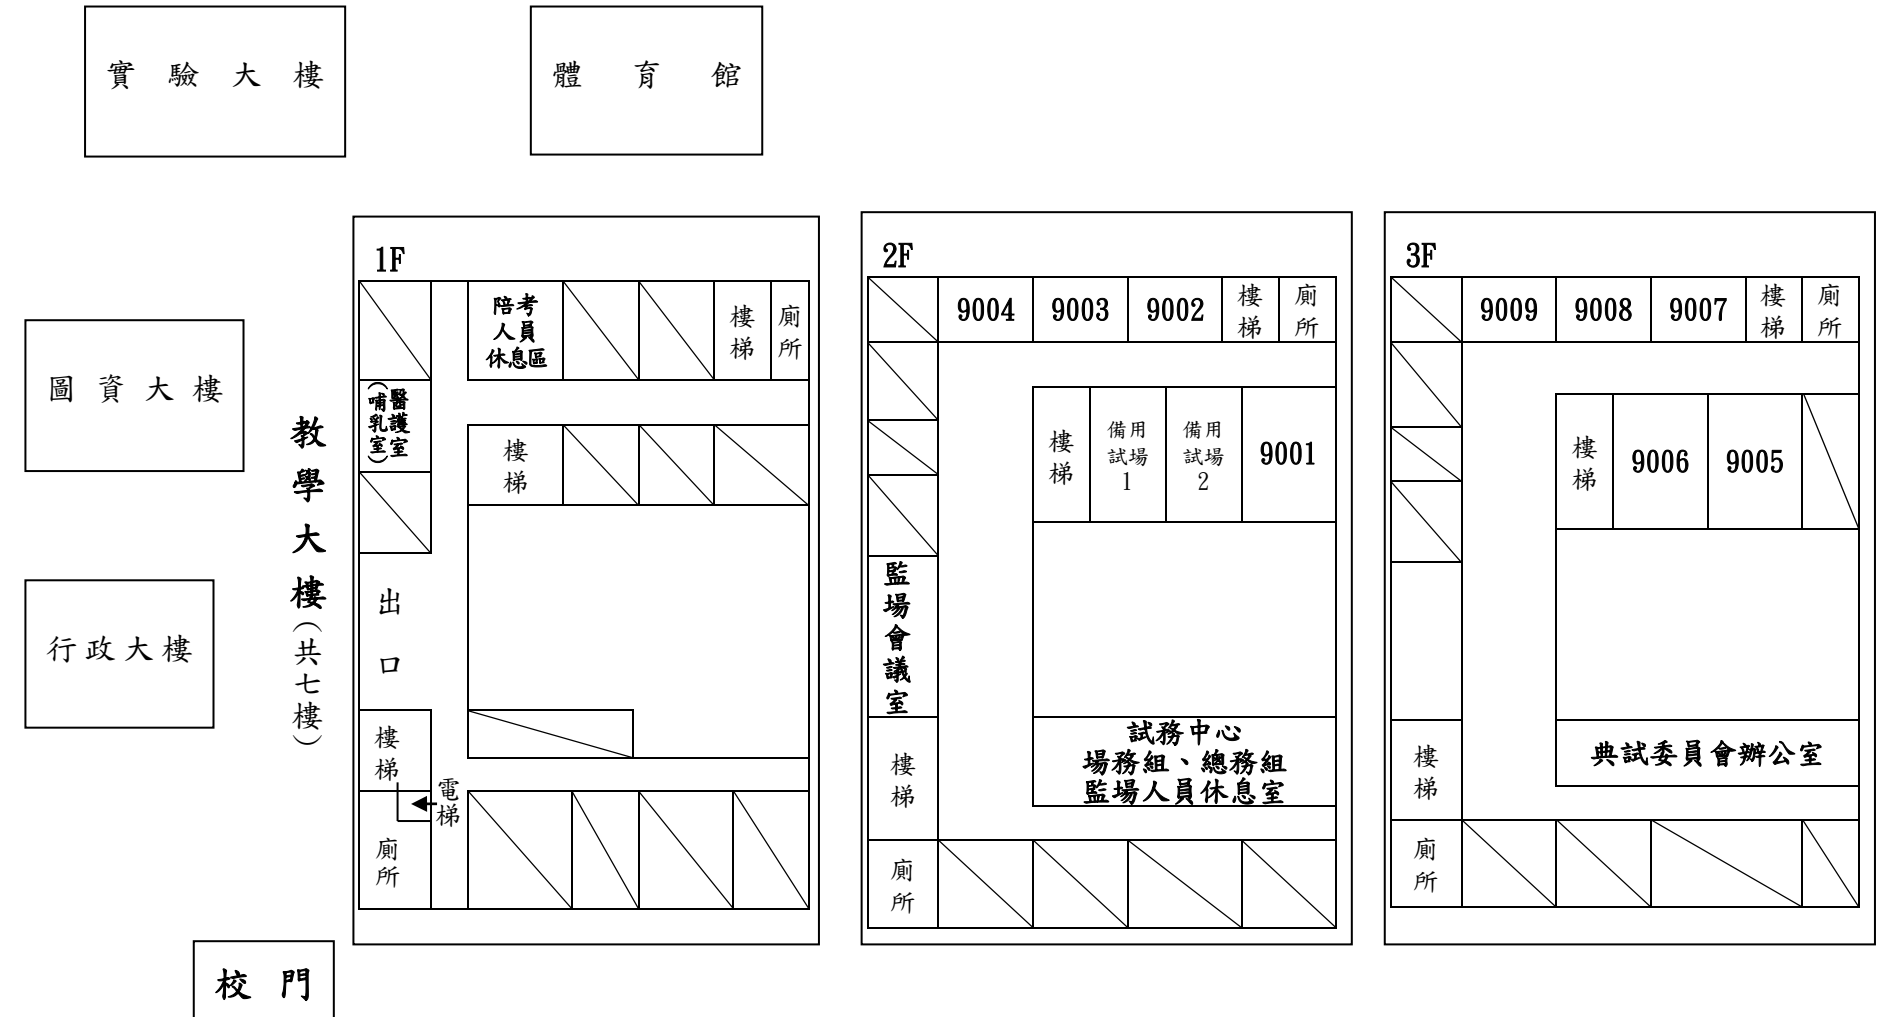 實驗大樓
體育館
圖資大樓
行政大樓
教學大樓(共七樓)
校門
1F
陪考
人員
休息區
樓梯
廁所
醫護室
(哺乳室)
樓梯
出口
樓梯
電梯
廁所
2F
9004
9003
9002
樓梯
廁所
樓梯
備用
試場
1
備用
試場
2
9001
監場會議室
試務中心
場務組、總務組
監場人員休息室
樓梯
廁所
3F
9009
9008
9007
樓梯
廁所
樓梯
9006
9005
典試委員會辦公室
樓梯
廁所